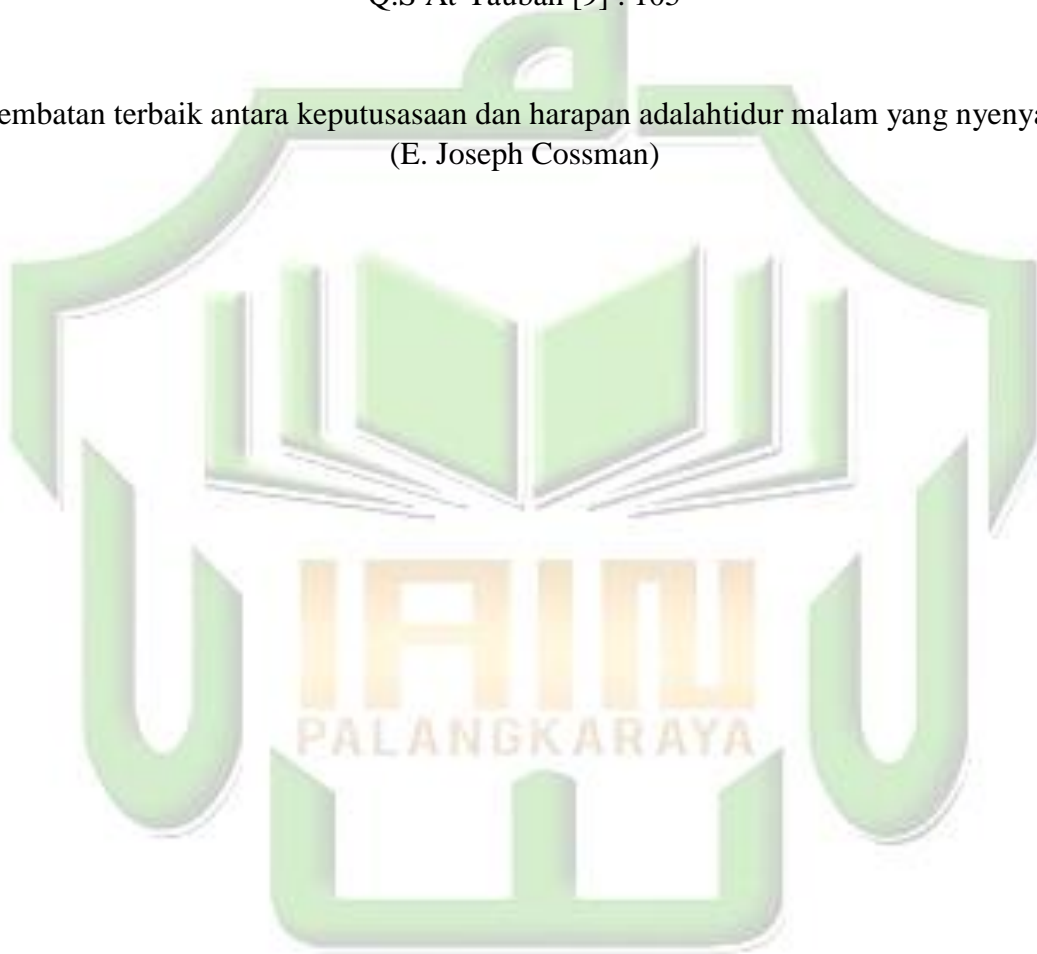 Q.S At-Taubah [9] : 105
embatan terbaik antara keputusasaan dan harapan adalahtidur malam yang nyenya
(E. Joseph Cossman)
IAIN
PALANGKARAYA